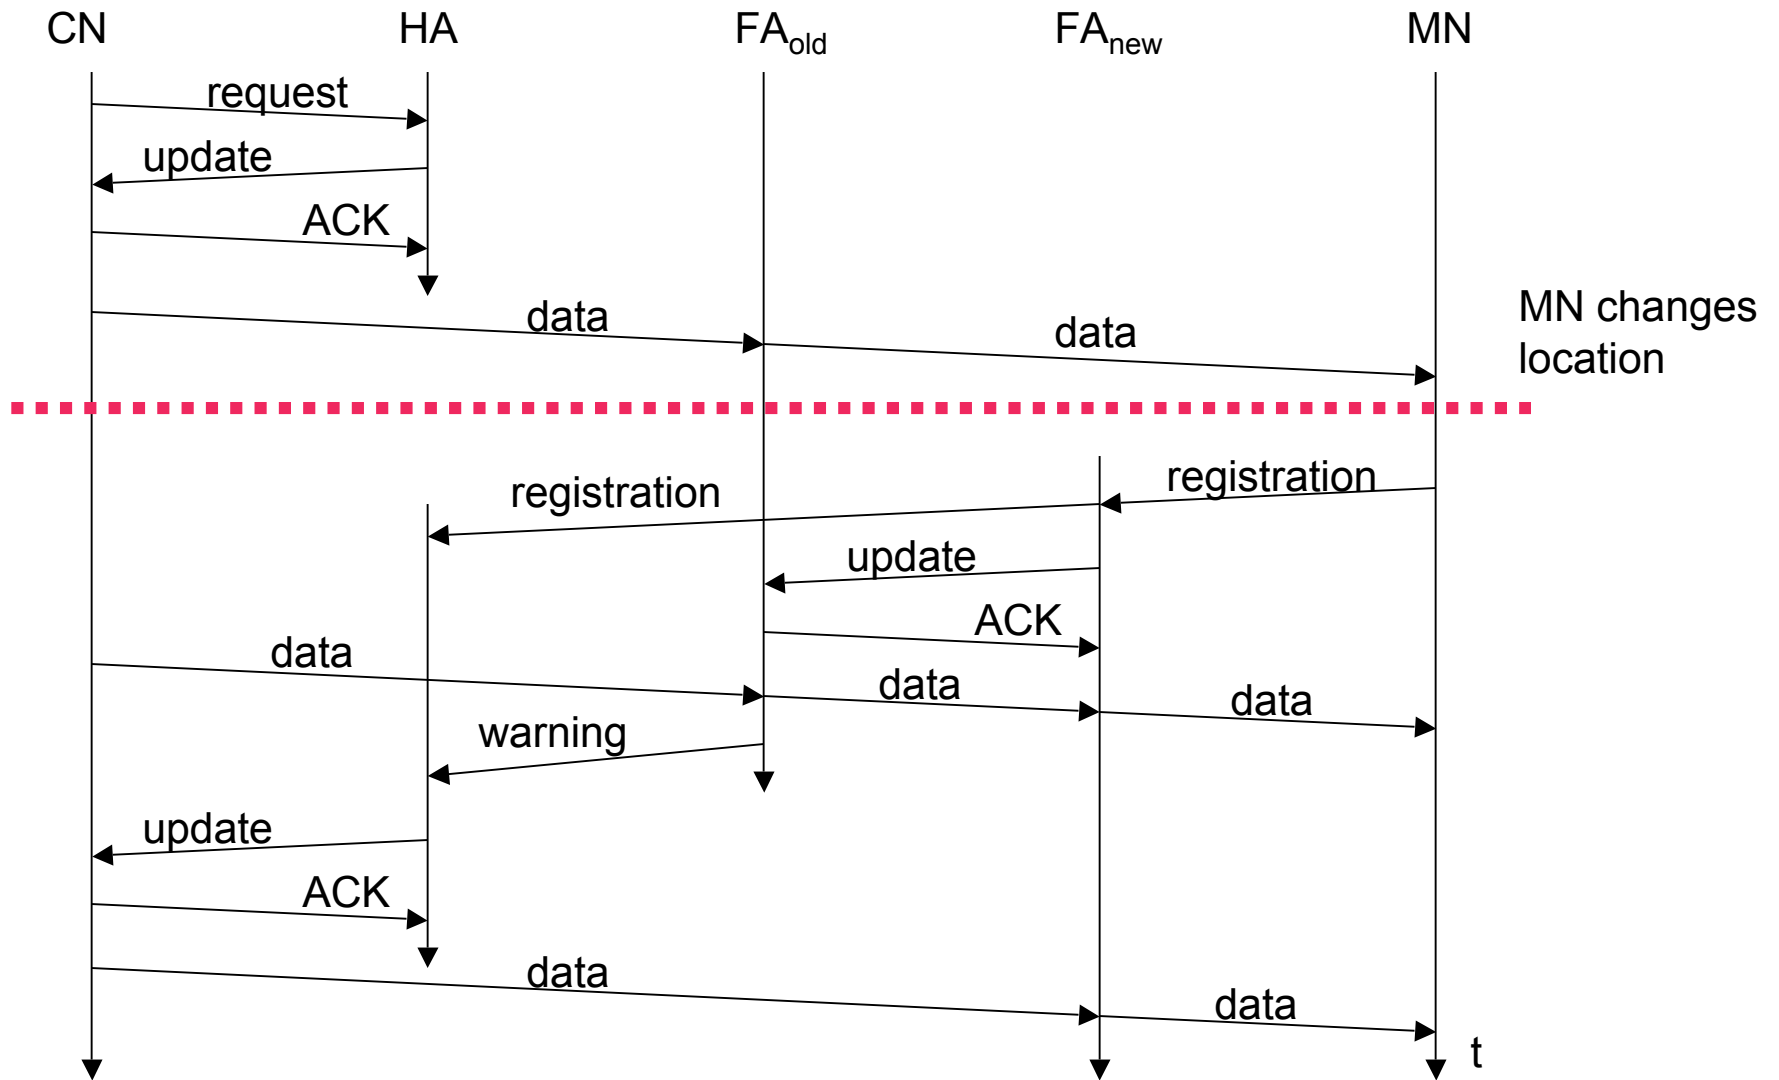 CN HA FAold FAnew MN
request
update
ACK
data data
MN changes
location
registration registration
update
ACK
data data data
warning
update
ACK
data data
t